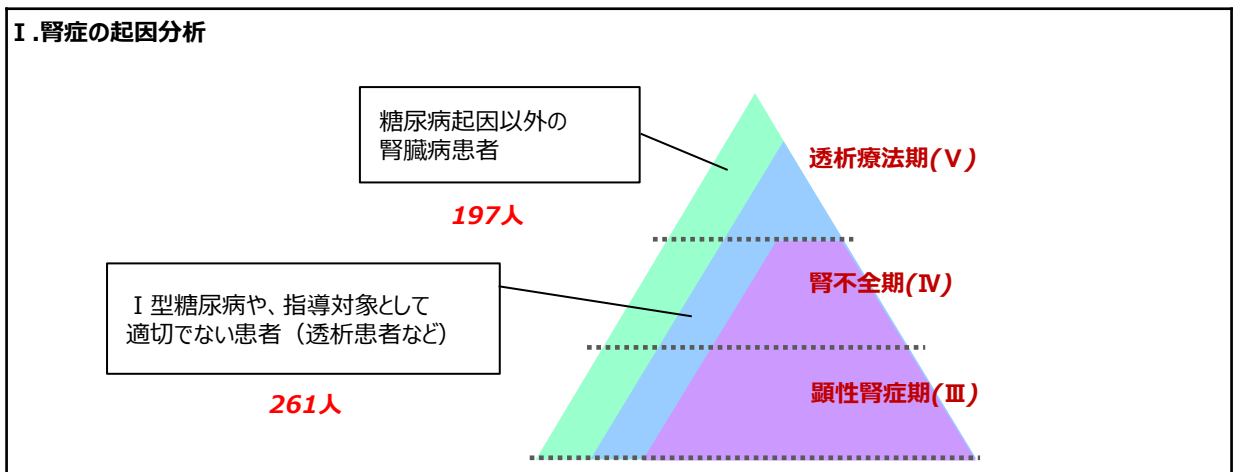 Ⅰ.腎症の起因分析
糖尿病起因以外の
腎臓病患者
197人
透析療法期(Ⅴ)
腎不全期(Ⅳ)
Ⅰ型糖尿病や、指導対象として
適切でない患者（透析患者など）
261人
顕性腎症期(Ⅲ)